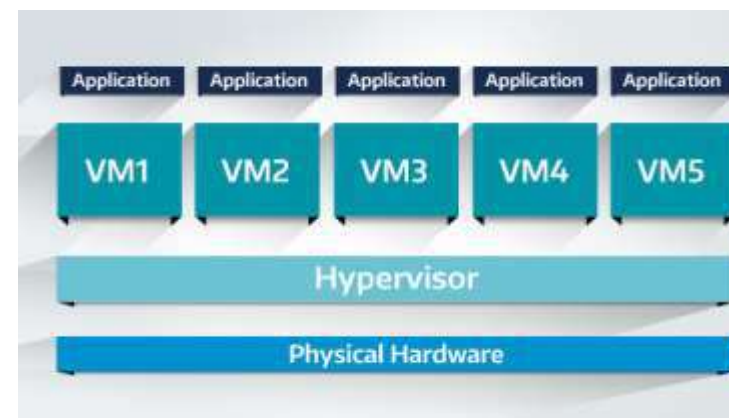 Application Application Application Application Application
VM1 VM2 VM3 VM4 VM5
Hypervisor
Physical Hardware